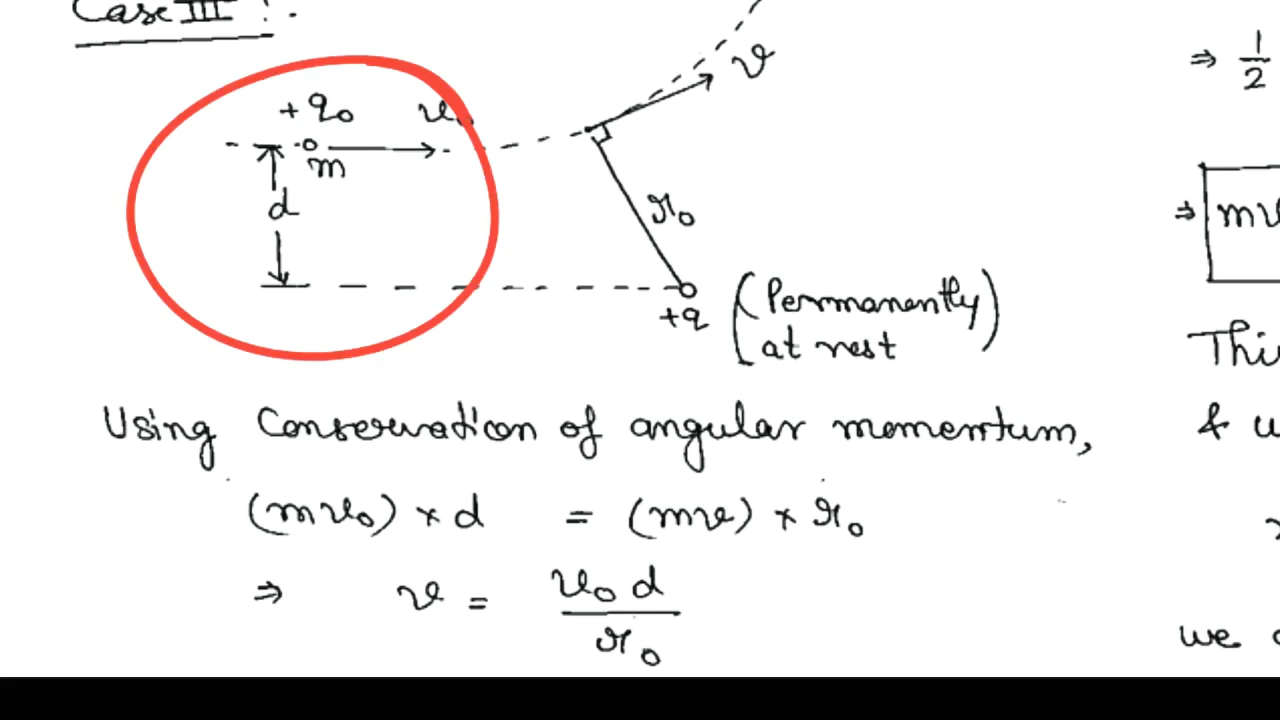 Case III :.
+q₀ v₀
m
d
v
r₀
+q
(Permanently
at rest)
Using Conservation of angular momentum,
(mv₀) × d = (mv) × r₀
⇒ v = v₀ d / r₀
⇒ 1/2
⇒ mv
Thi
& u
we